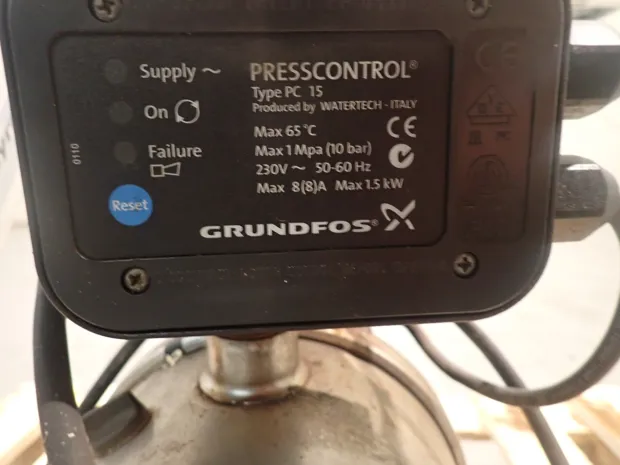 Supply ~
On
Failure
Reset
0110
PRESSCONTROL®
Type PC 15
Produced by WATERTECH - ITALY
Max 65 °C
CE
Max 1 Mpa (10 bar)
230V ~ 50-60 Hz
Max 8(8)A Max 1.5 kW
GRUNDFOS®
CE